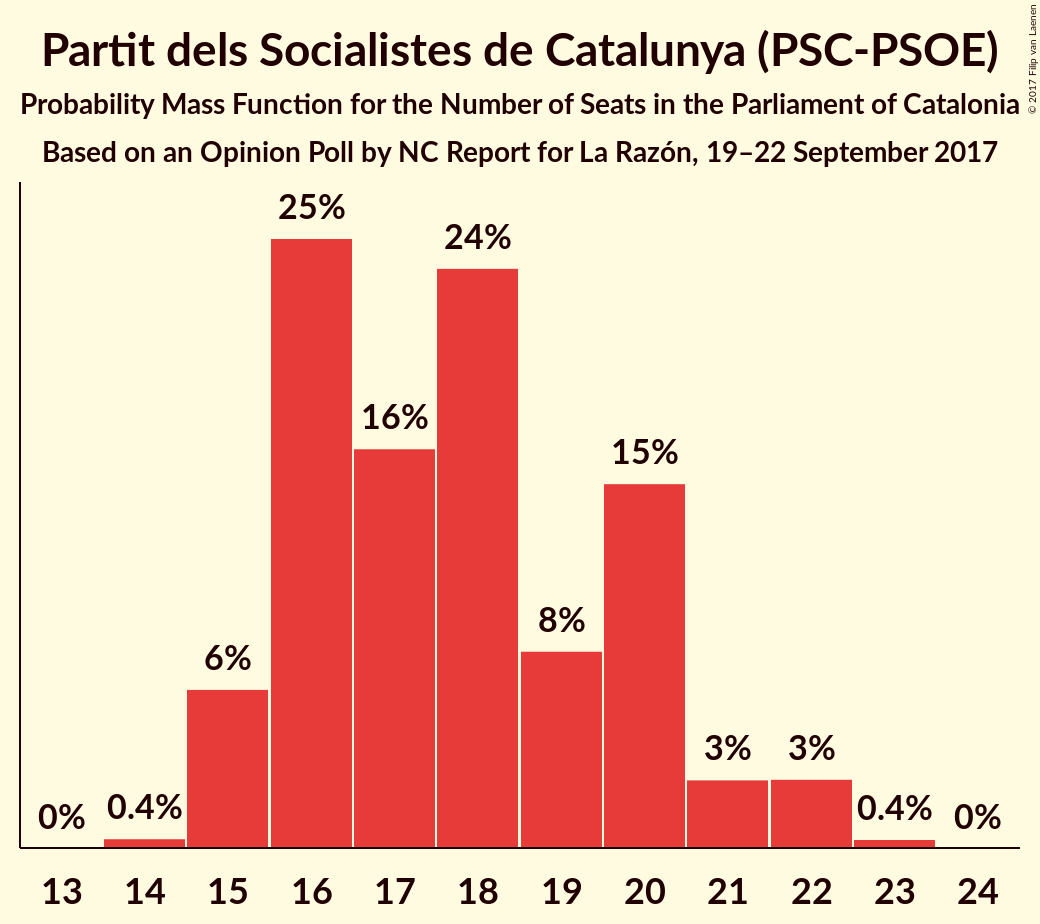 Partit dels Socialistes de Catalunya (PSC-PSOE)
Probability Mass Function for the Number of Seats in the Parliament of Catalonia
Based on an Opinion Poll by NC Report for La Razón, 19–22 September 2017
© 2017 Filip van Laenen
25%
24%
16%
15%
8%
6%
3%
3%
0%
0.4%
0.4%
0%
13 14 15 16 17 18 19 20 21 22 23 24